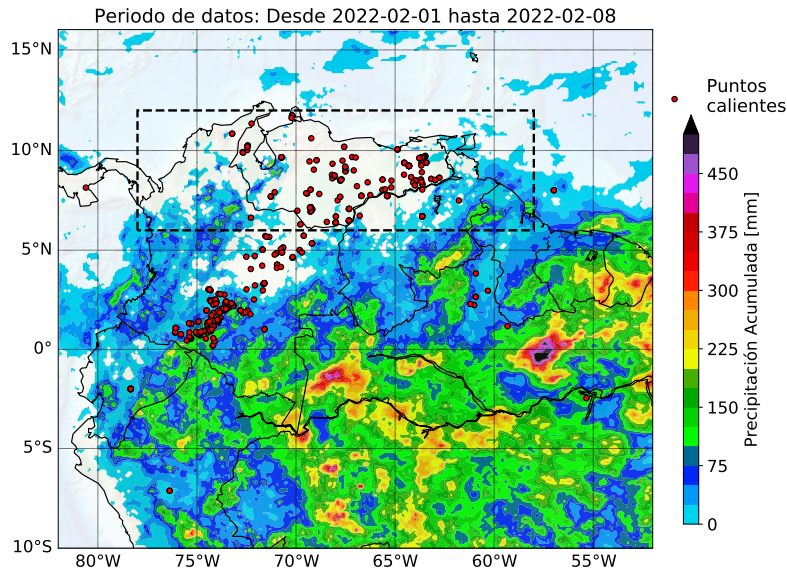 Periodo de datos: Desde 2022-02-01 hasta 2022-02-08
15°N
10°N
5°N
0°
5°S
10°S
80°W
75°W
70°W
65°W
60°W
55°W
Puntos
calientes
450
375
300
225
150
75
0
Precipitación Acumulada [mm]